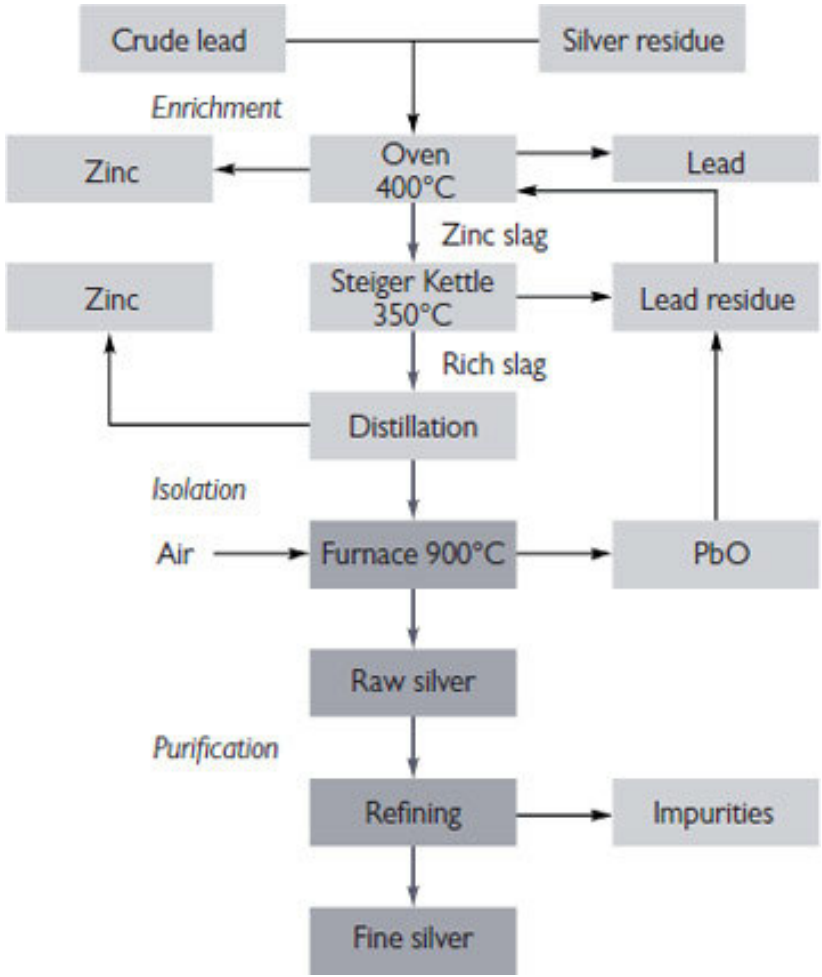 Crude lead
Silver residue
Enrichment
Zinc
Oven
400°C
Lead
Zinc slag
Zinc
Steiger Kettle
350°C
Lead residue
Rich slag
Distillation
Isolation
Air
Furnace 900°C
PbO
Raw silver
Purification
Refining
Impurities
Fine silver